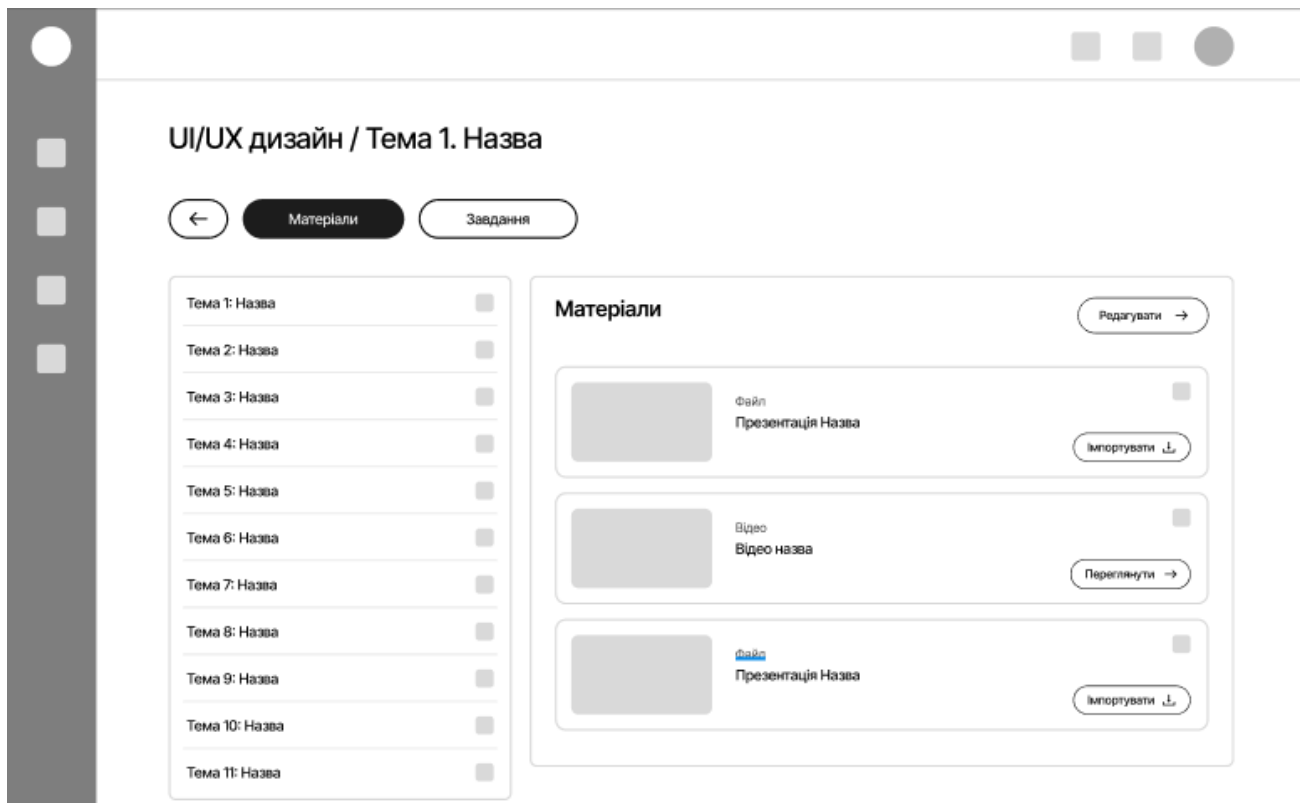 UI/UX дизайн / Тема 1. Назва
Матеріали
Завдання
Тема 1: Назва
Тема 2: Назва
Тема 3: Назва
Тема 4: Назва
Тема 5: Назва
Тема 6: Назва
Тема 7: Назва
Тема 8: Назва
Тема 9: Назва
Тема 10: Назва
Тема 11: Назва
Матеріали
Редагувати
Файл
Презентація Назва
Імпортувати
Відео
Відео назва
Переглянути
Файл
Презентація Назва
Імпортувати